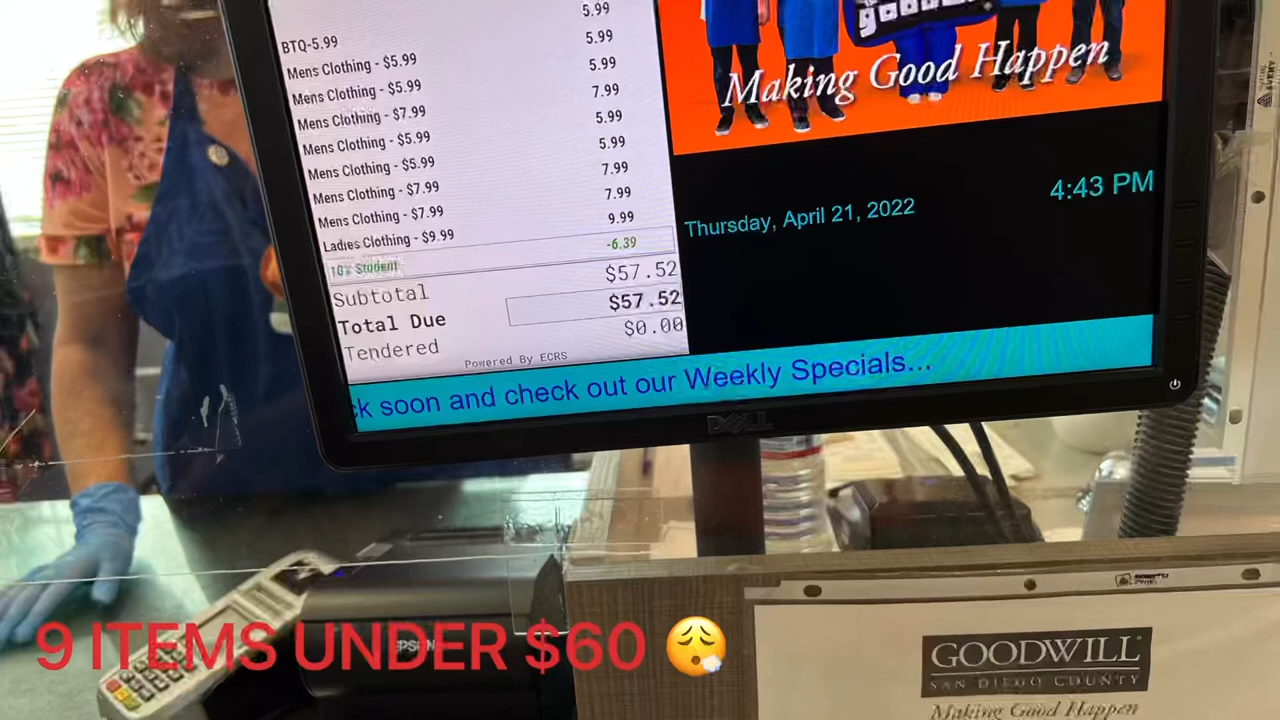 BTQ-5.99 5.99
Mens Clothing - $5.99 5.99
Mens Clothing - $5.99 5.99
Mens Clothing - $7.99 7.99
Mens Clothing - $5.99 5.99
Mens Clothing - $5.99 5.99
Mens Clothing - $7.99 7.99
Mens Clothing - $7.99 7.99
Ladies Clothing - $9.99 9.99
10% Student -6.39
Subtotal $57.52
Total Due $57.52
Tendered $0.00
Powered By ECRS
good
Making Good Happen
4:43 PM
Thursday, April 21, 2022
ck soon and check out our Weekly Specials...
DELL
EPSON
9 ITEMS UNDER $60 😮‍💨
GOODWILL
SAN DIEGO COUNTY
Making Good Happen